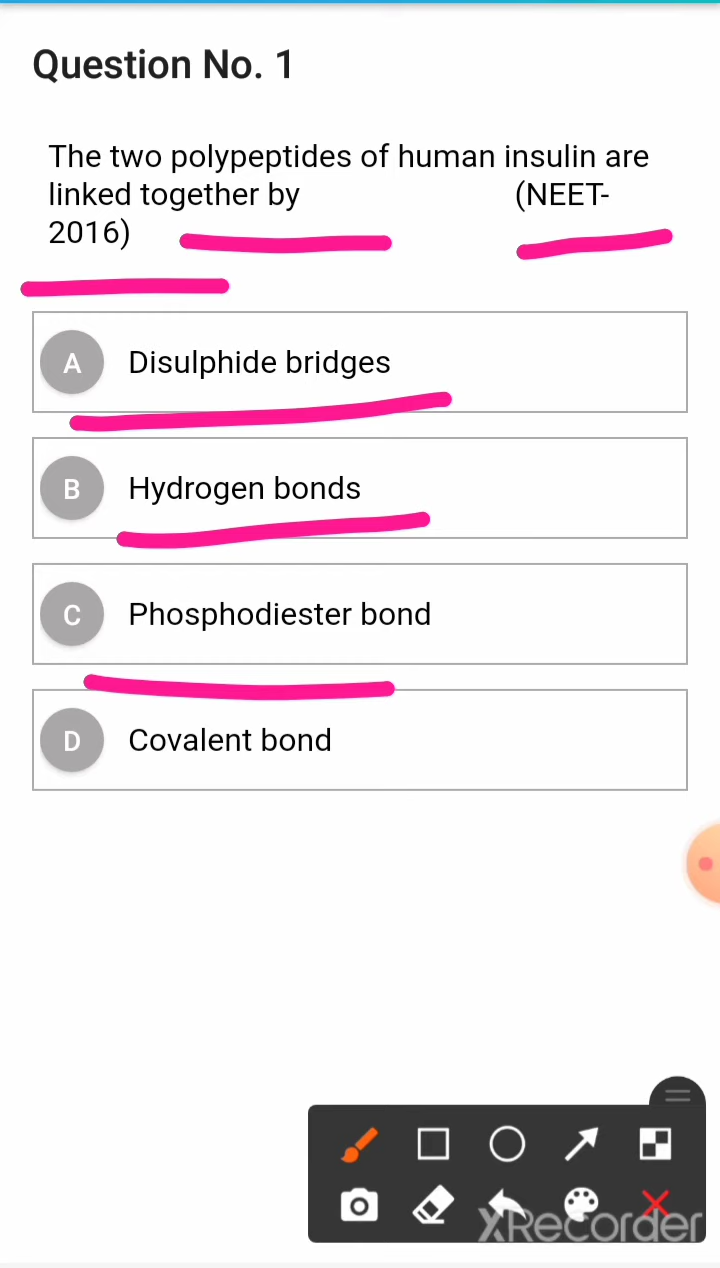 Question No. 1
The two polypeptides of human insulin are
linked together by (NEET-
2016)
A Disulphide bridges
B Hydrogen bonds
C Phosphodiester bond
D Covalent bond
XRecorder